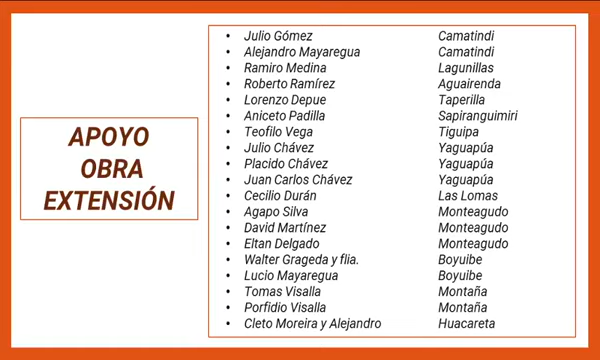 APOYO
OBRA
EXTENSIÓN
• Julio Gómez Camatindi
• Alejandro Mayaregua Camatindi
• Ramiro Medina Lagunillas
• Roberto Ramírez Aguairenda
• Lorenzo Depue Taperilla
• Aniceto Padilla Sapiranguimiri
• Teofilo Vega Tiguipa
• Julio Chávez Yaguapúa
• Placido Chávez Yaguapúa
• Juan Carlos Chávez Yaguapúa
• Cecilio Durán Las Lomas
• Agapo Silva Monteagudo
• David Martínez Monteagudo
• Eltan Delgado Monteagudo
• Walter Grageda y flia. Boyuibe
• Lucio Mayaregua Boyuibe
• Tomas Visalla Montaña
• Porfidio Visalla Montaña
• Cleto Moreira y Alejandro Huacareta